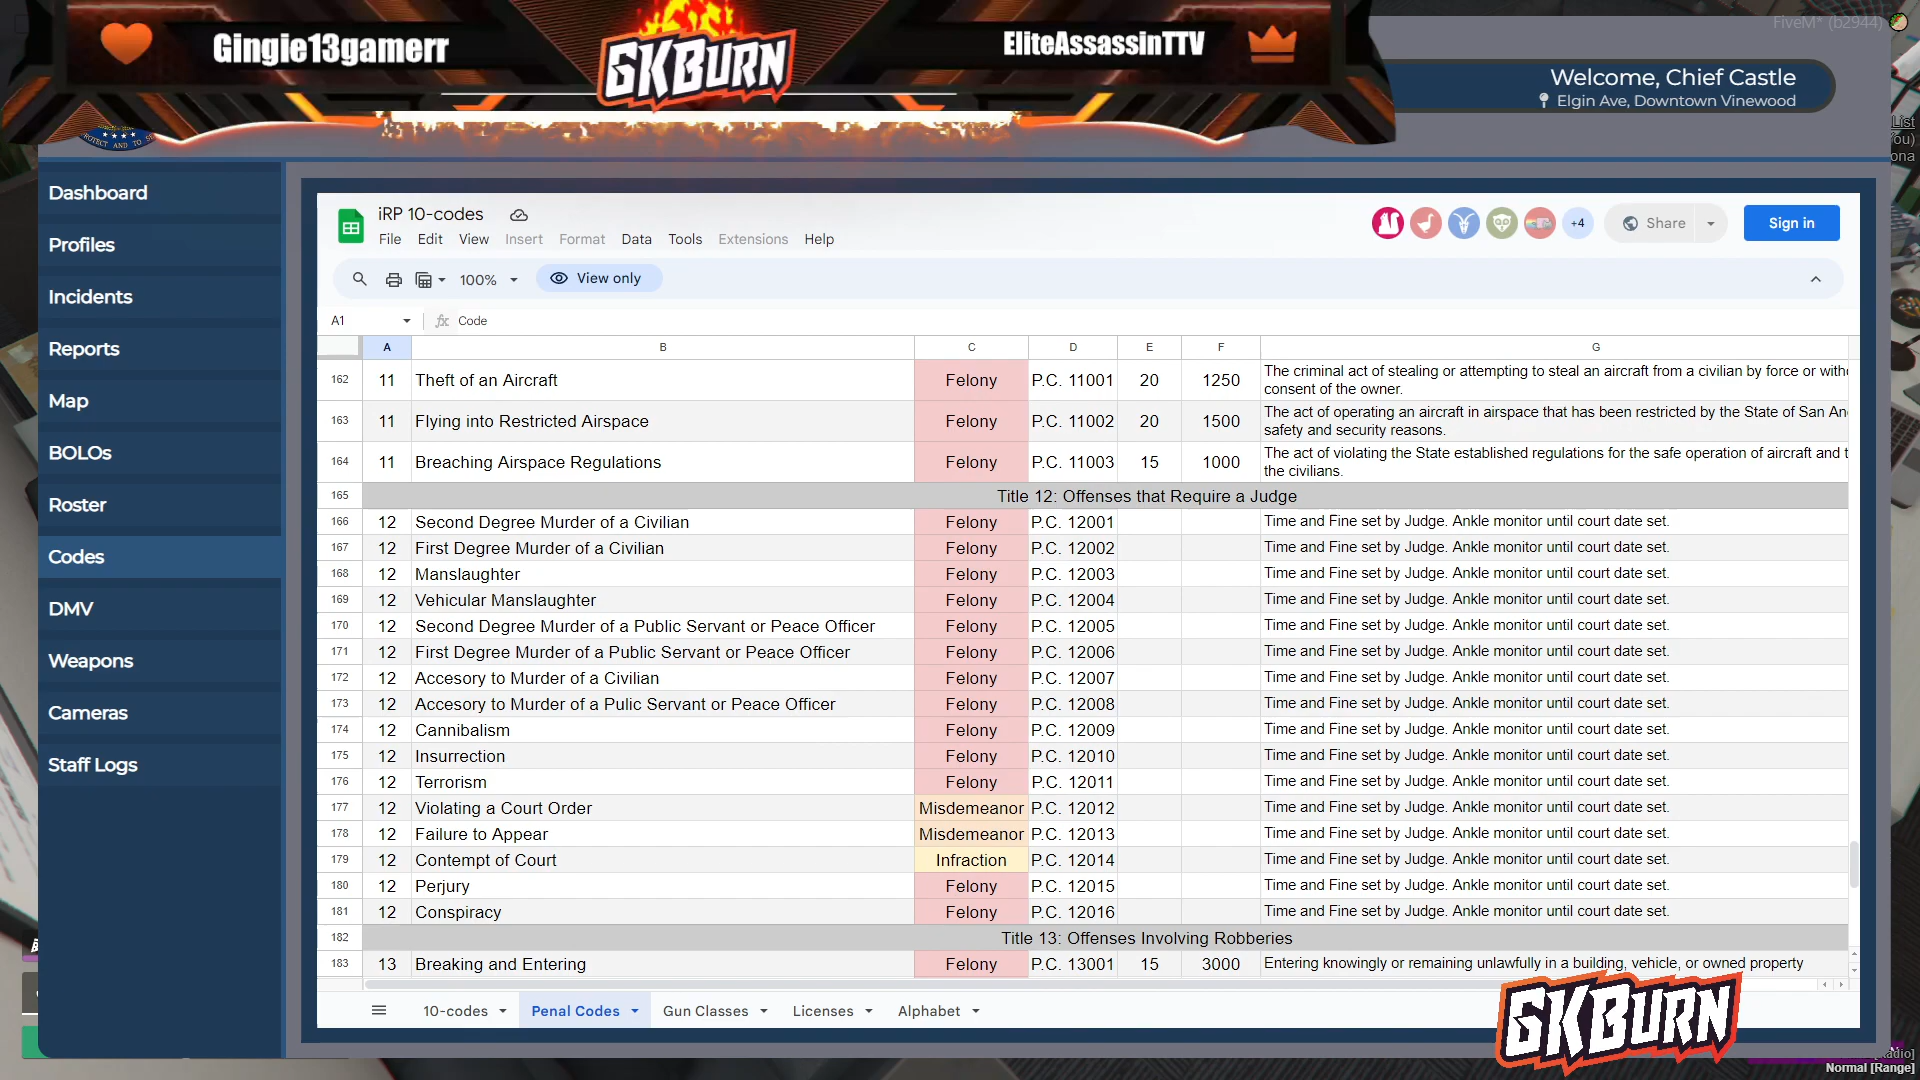 FiveM* (b2944)
Gingie13gamerr
GKBURN
EliteAssassinTTV
Welcome, Chief Castle
Elgin Ave, Downtown Vinewood
List
Dashboard
Profiles
Incidents
Reports
Map
BOLOs
Roster
Codes
DMV
Weapons
Cameras
Staff Logs
iRP 10-codes
+4
Share
Sign in
File Edit View Insert Format Data Tools Extensions Help
100%
View only
A1
fx Code
A B C D E F G
162 11 Theft of an Aircraft Felony P.C. 11001 20 1250 The criminal act of stealing or attempting to steal an aircraft from a civilian by force or
consent of the owner.
163 11 Flying into Restricted Airspace Felony P.C. 11002 20 1500 The act of operating an aircraft in airspace that has been restricted by the State of San
safety and security reasons.
164 11 Breaching Airspace Regulations Felony P.C. 11003 15 1000 The act of violating the State established regulations for the safe operation of aircraft and
the civilians.
165 Title 12: Offenses that Require a Judge
166 12 Second Degree Murder of a Civilian Felony P.C. 12001 Time and Fine set by Judge. Ankle monitor until court date set.
167 12 First Degree Murder of a Civilian Felony P.C. 12002 Time and Fine set by Judge. Ankle monitor until court date set.
168 12 Manslaughter Felony P.C. 12003 Time and Fine set by Judge. Ankle monitor until court date set.
169 12 Vehicular Manslaughter Felony P.C. 12004 Time and Fine set by Judge. Ankle monitor until court date set.
170 12 Second Degree Murder of a Public Servant or Peace Officer Felony P.C. 12005 Time and Fine set by Judge. Ankle monitor until court date set.
171 12 First Degree Murder of a Public Servant or Peace Officer Felony P.C. 12006 Time and Fine set by Judge. Ankle monitor until court date set.
172 12 Accesory to Murder of a Civilian Felony P.C. 12007 Time and Fine set by Judge. Ankle monitor until court date set.
173 12 Accesory to Murder of a Pulic Servant or Peace Officer Felony P.C. 12008 Time and Fine set by Judge. Ankle monitor until court date set.
174 12 Cannibalism Felony P.C. 12009 Time and Fine set by Judge. Ankle monitor until court date set.
175 12 Insurrection Felony P.C. 12010 Time and Fine set by Judge. Ankle monitor until court date set.
176 12 Terrorism Felony P.C. 12011 Time and Fine set by Judge. Ankle monitor until court date set.
177 12 Violating a Court Order Misdemeanor P.C. 12012 Time and Fine set by Judge. Ankle monitor until court date set.
178 12 Failure to Appear Misdemeanor P.C. 12013 Time and Fine set by Judge. Ankle monitor until court date set.
179 12 Contempt of Court Infraction P.C. 12014 Time and Fine set by Judge. Ankle monitor until court date set.
180 12 Perjury Felony P.C. 12015 Time and Fine set by Judge. Ankle monitor until court date set.
181 12 Conspiracy Felony P.C. 12016 Time and Fine set by Judge. Ankle monitor until court date set.
182 Title 13: Offenses Involving Robberies
183 13 Breaking and Entering Felony P.C. 13001 15 3000 Entering knowingly or remaining unlawfully in a building, vehicle, or owned property
10-codes Penal Codes Gun Classes Licenses Alphabet
GKBURN
Normal [Range]